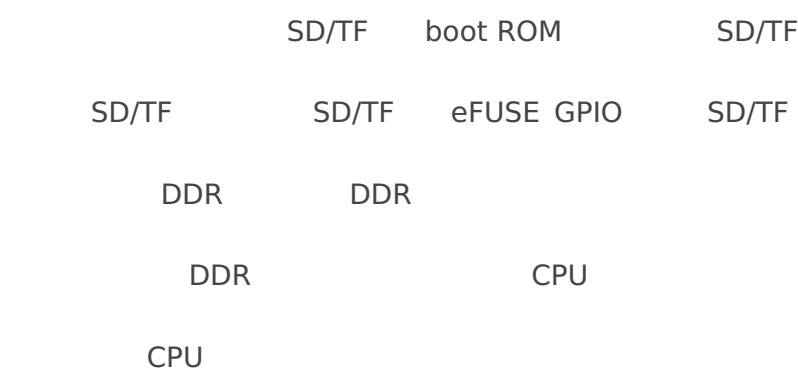 SD/TF boot ROM SD/TF
SD/TF SD/TF eFUSE GPIO SD/TF
DDR DDR
DDR CPU
CPU